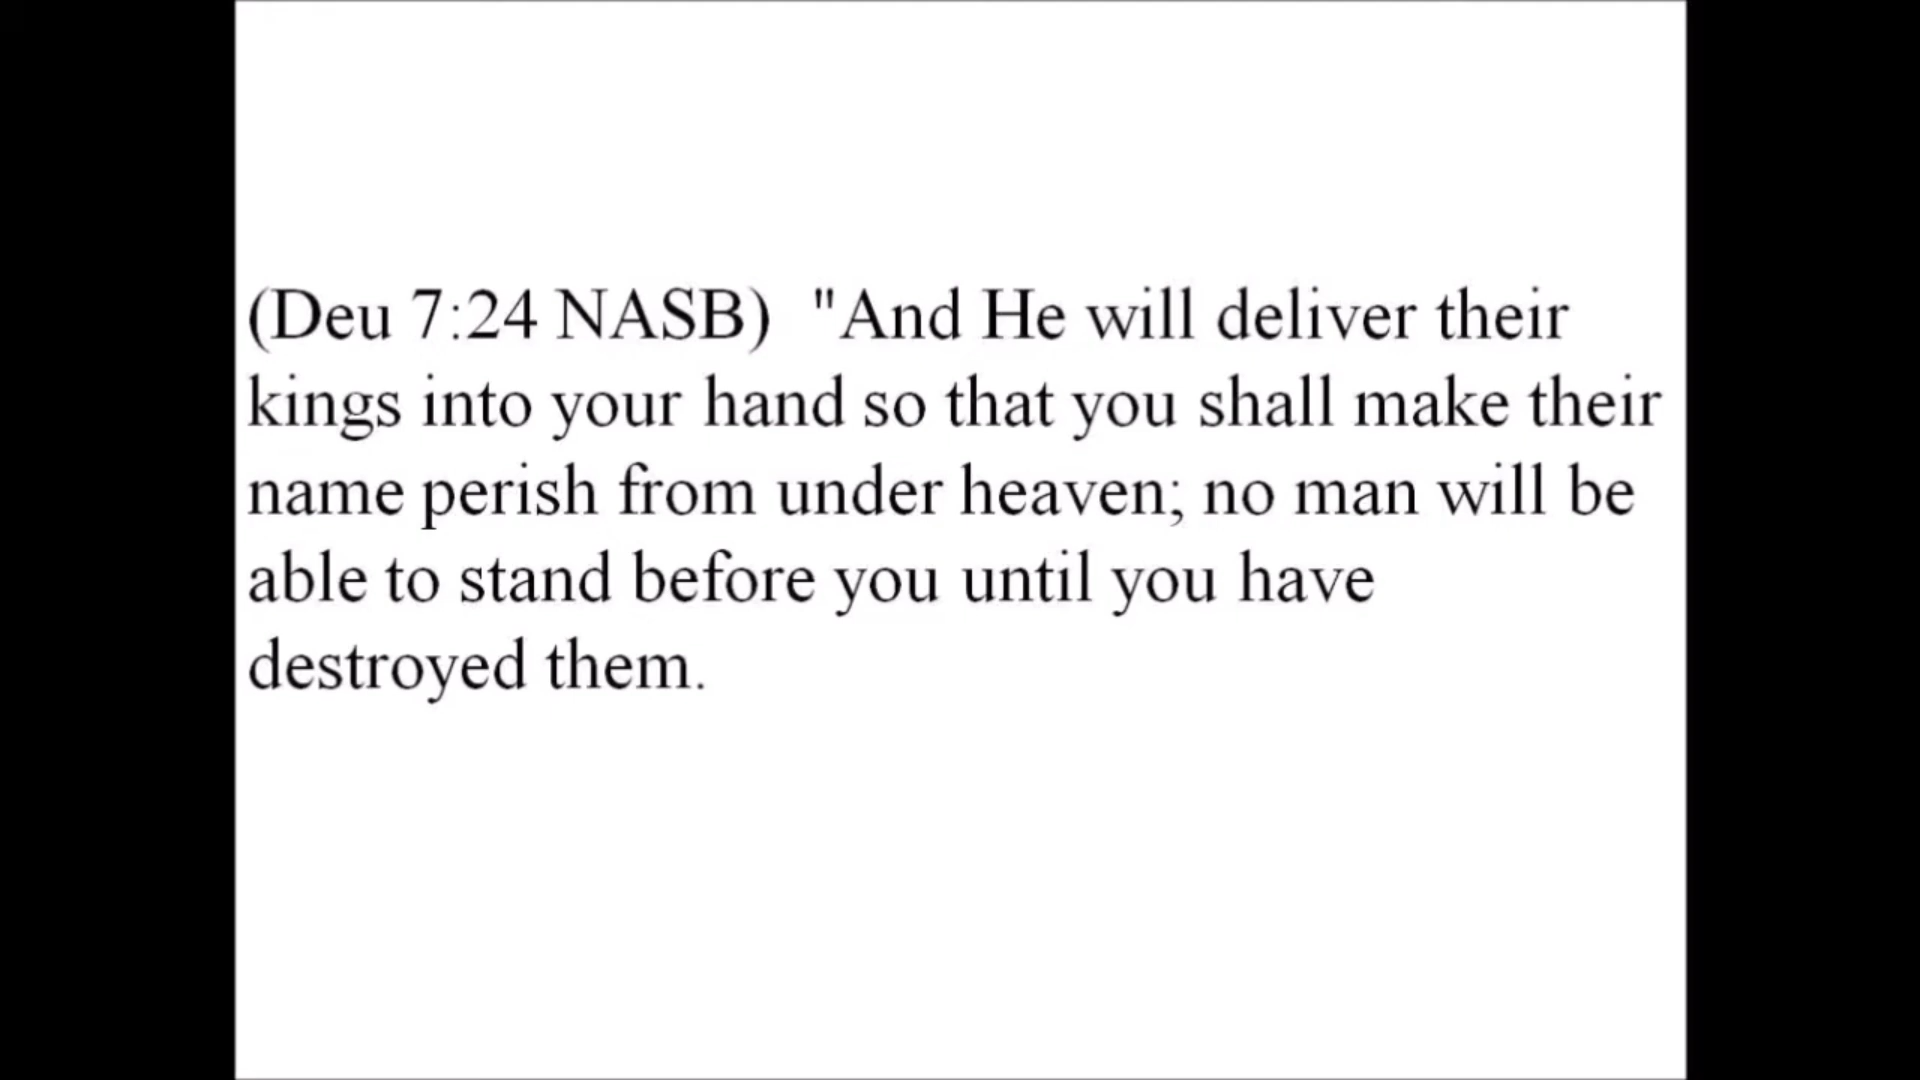 (Deu 7:24 NASB)  "And He will deliver their
kings into your hand so that you shall make their
name perish from under heaven; no man will be
able to stand before you until you have
destroyed them.